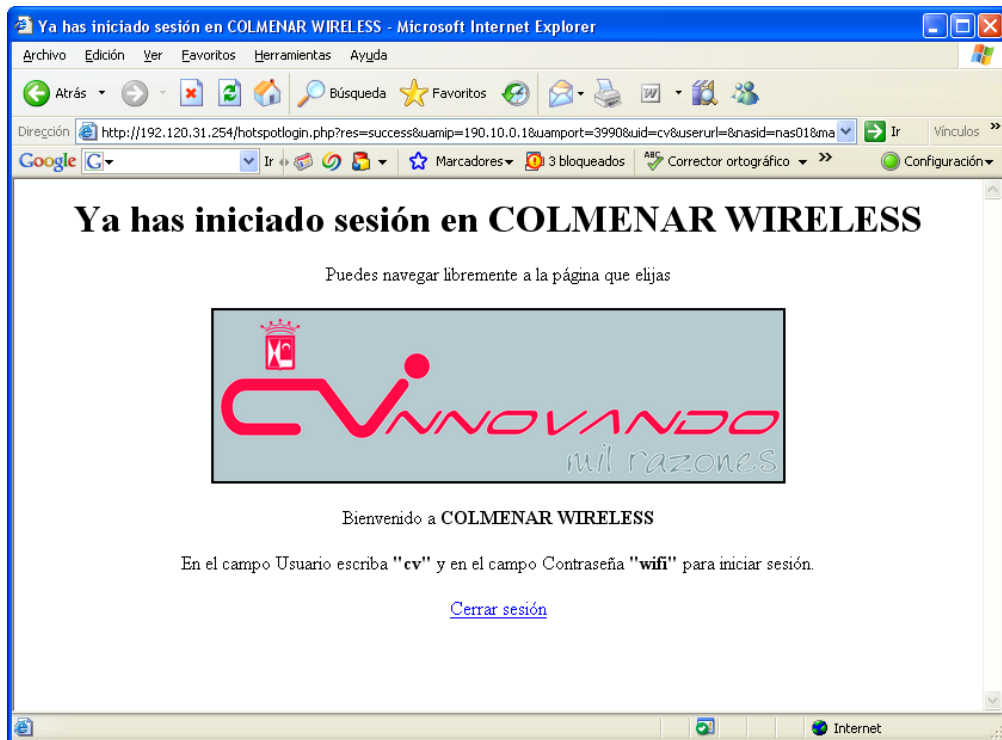 Ya has iniciado sesión en COLMENAR WIRELESS - Microsoft Internet Explorer
Archivo Edición Ver Favoritos Herramientas Ayuda
Atrás Búsqueda Favoritos
Dirección http://192.120.31.254/hotspotlogin.php?res=success&uamip=190.10.0.1&uamport=3990&uid=cv&userurl=&nasid=nas01&ma Ir Vínculos »
Google G Ir Marcadores 3 bloqueados ABC Corrector ortográfico » Configuración
Ya has iniciado sesión en COLMENAR WIRELESS
Puedes navegar libremente a la página que elijas
CVINNOVANDO
mil razones
Bienvenido a COLMENAR WIRELESS
En el campo Usuario escriba "cv" y en el campo Contraseña "wifi" para iniciar sesión.
Cerrar sesión
Internet